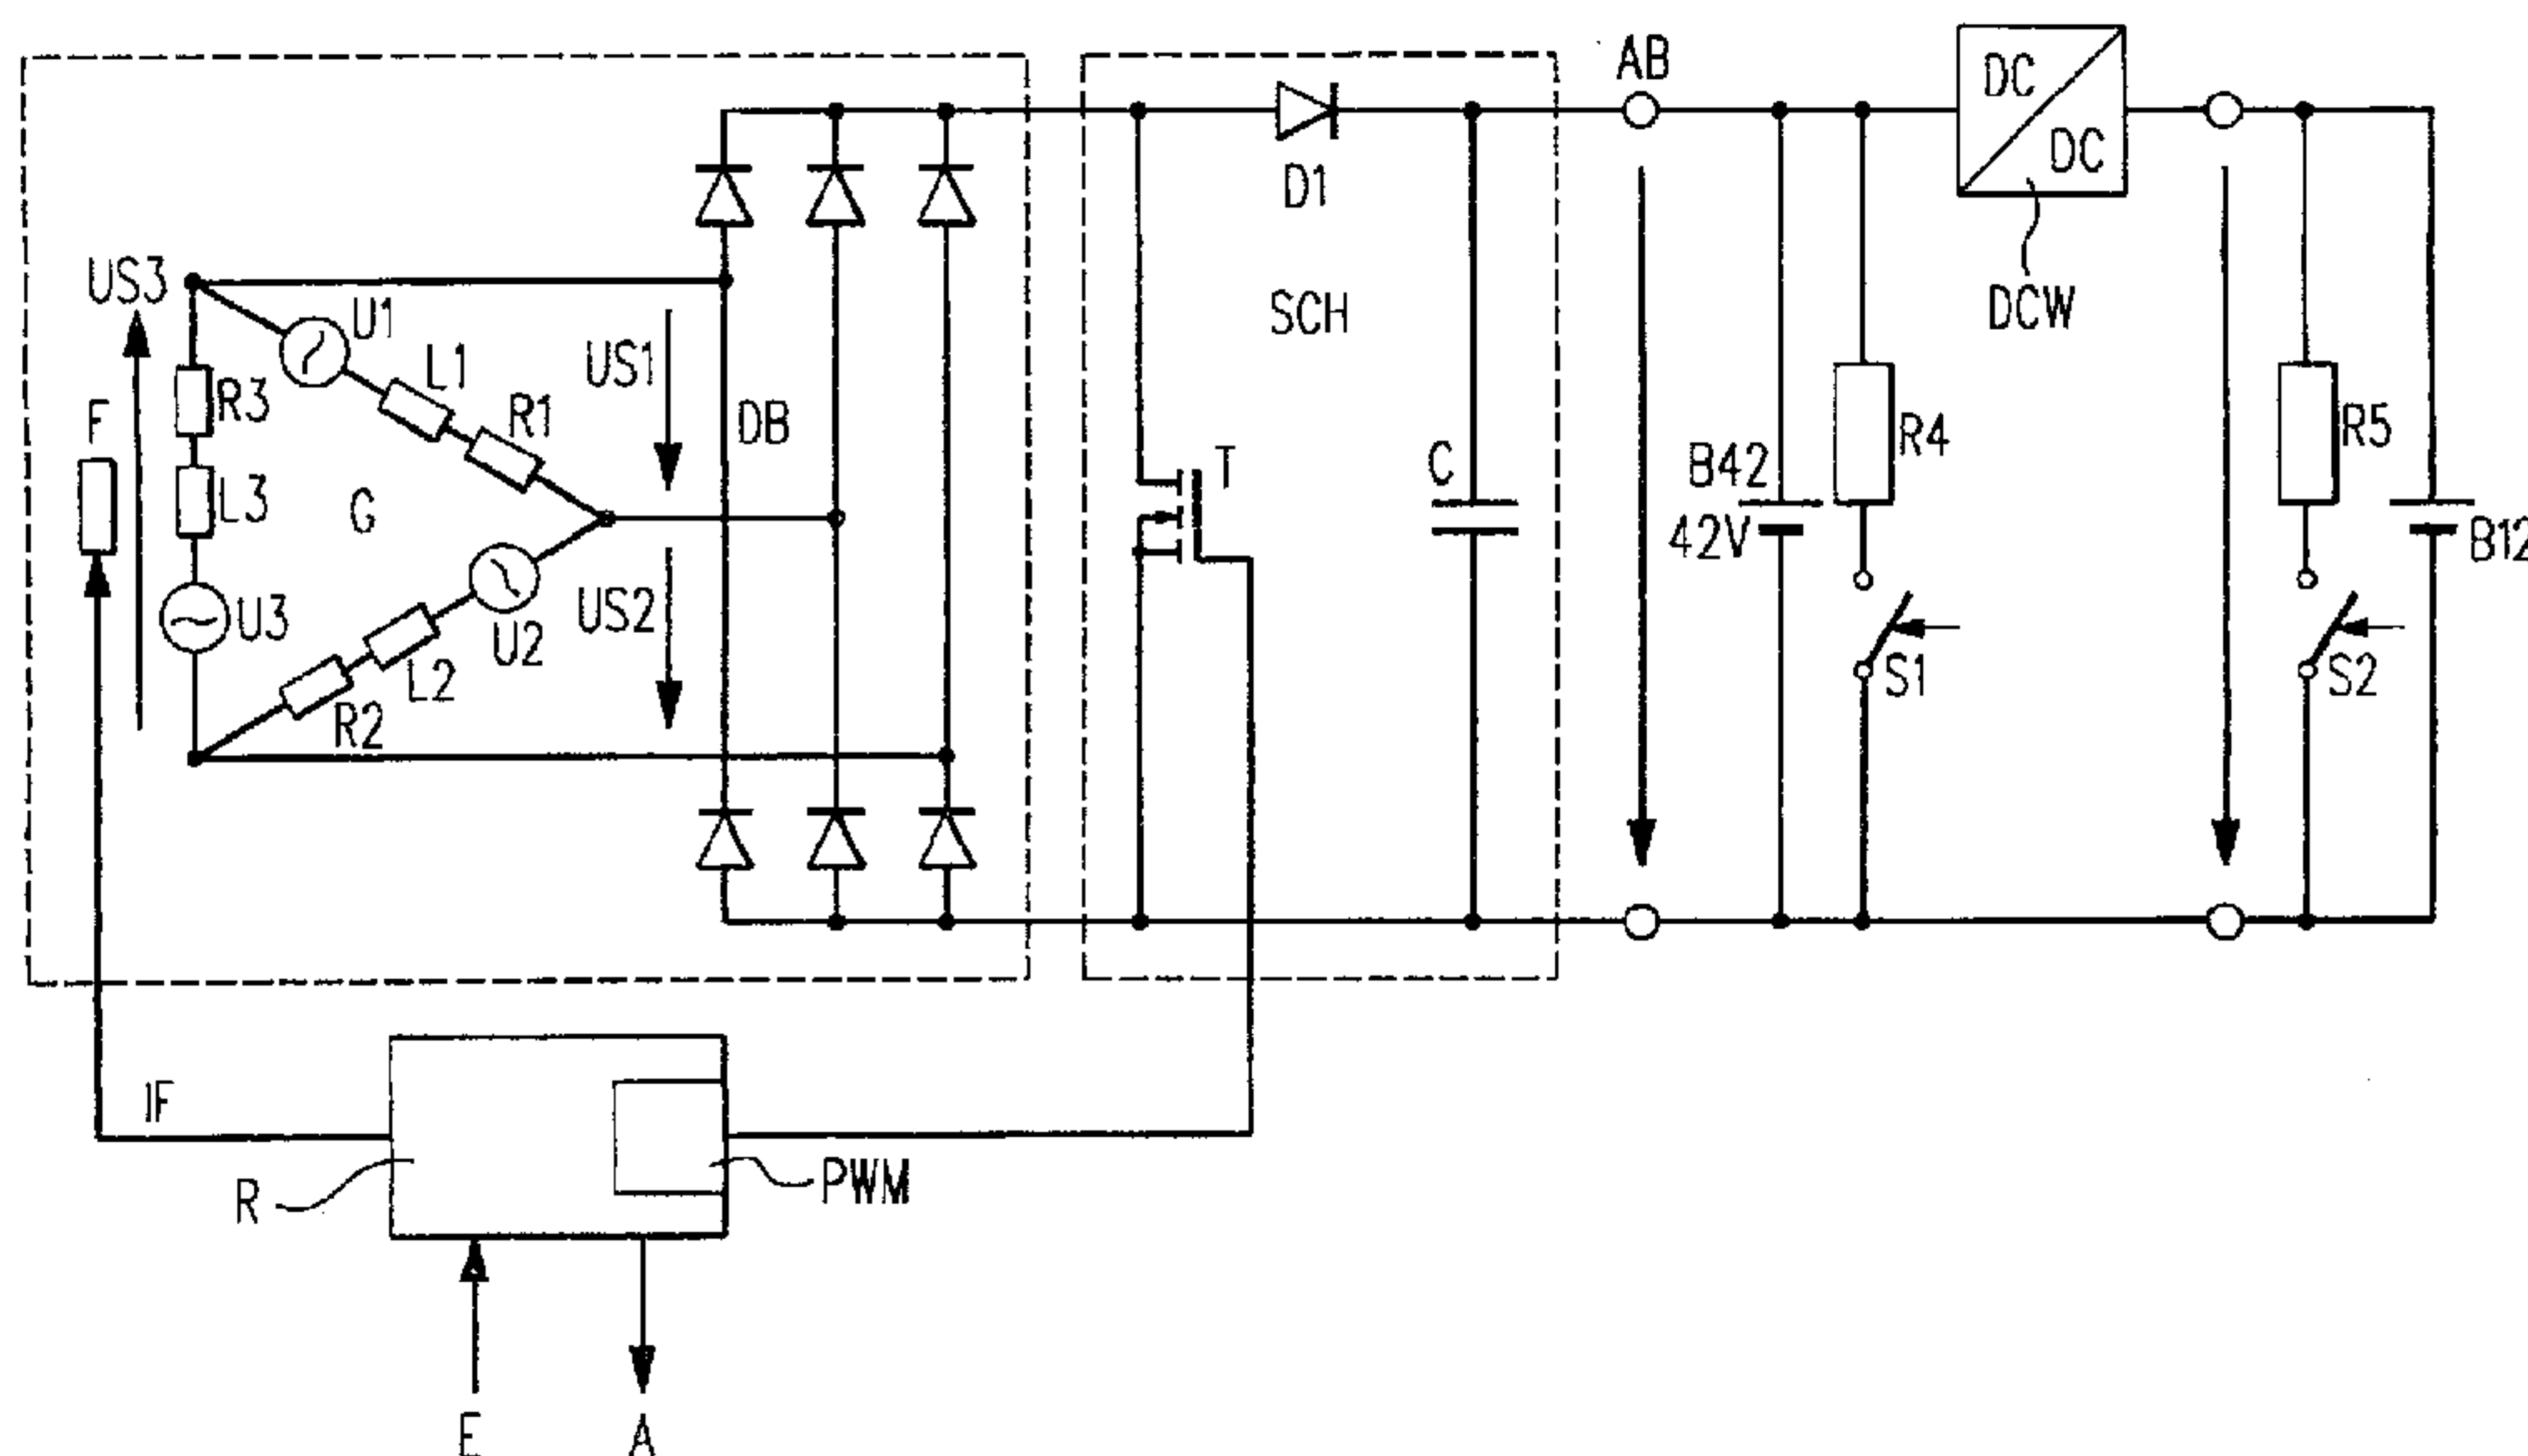 AB
DC
DC
DCW
D1
SCH
US3
U1
L1
R1
US1
DB
R3
F
L3
G
U3
US2
U2
L2
R2
T
C
B42
42V
R4
S1
R5
B12
S2
IF
R
PWM
E
A